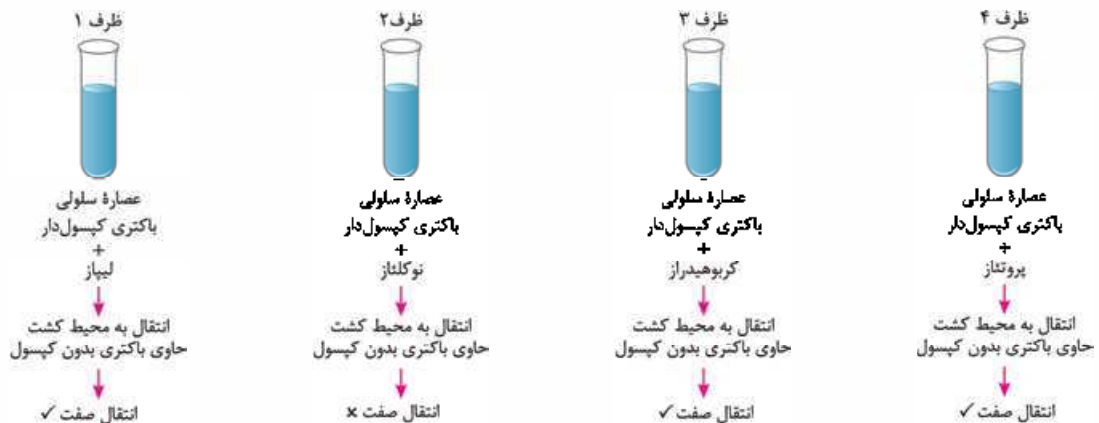 ظرف ۱
عصارهٔ سلولی
باکتری کپسول‌دار
+
لیپاز
انتقال به محیط کشت
حاوی باکتری بدون کپسول
انتقال صفت ✓
ظرف۲
عصارهٔ سلولی
باکتری کپسول‌دار
+
نوکلئاز
انتقال به محیط کشت
حاوی باکتری بدون کپسول
انتقال صفت ×
ظرف ۳
عصارهٔ سلولی
باکتری کپسول‌دار
+
کربوهیدراز
انتقال به محیط کشت
حاوی باکتری بدون کپسول
انتقال صفت ✓
ظرف ۴
عصارهٔ سلولی
باکتری کپسول‌دار
+
پروتئاز
انتقال به محیط کشت
حاوی باکتری بدون کپسول
انتقال صفت ✓